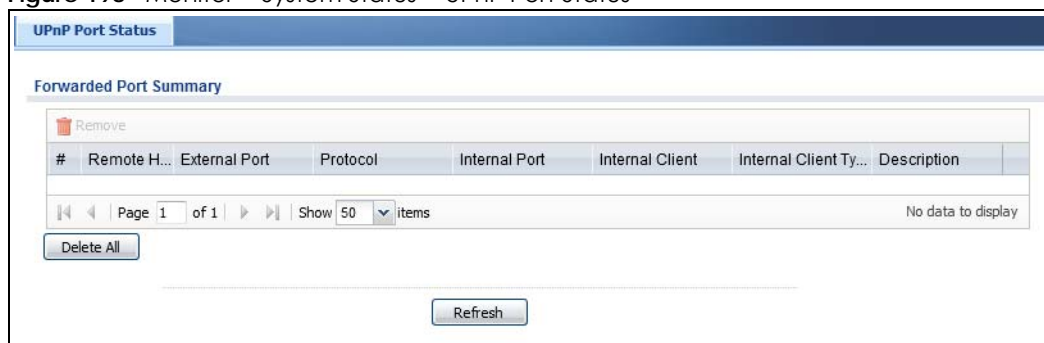 UPnP Port Status
Forwarded Port Summary
Remove
# Remote H... External Port Protocol Internal Port Internal Client Internal Client Ty... Description
Page 1 of 1 Show 50 items No data to display
Delete All
Refresh